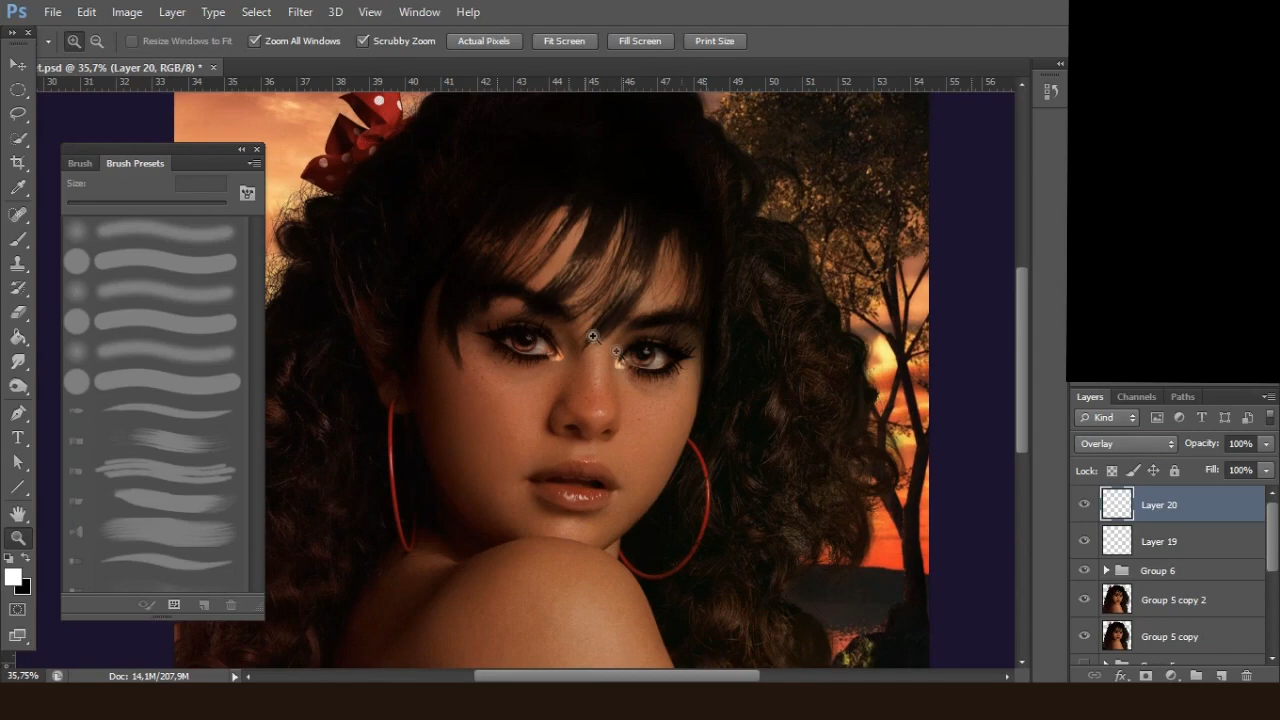 Ps File Edit Image Layer Type Select Filter 3D View Window Help
Resize Windows to Fit Zoom All Windows Scrubby Zoom Actual Pixels Fit Screen Fill Screen Print Size
t.psd @ 35,7% (Layer 20, RGB/8) * ×
30 31 32 33 34 35 36 37 38 39 40 41 42 43 44 45 46 47 48 49 50 51 52 53 54 55 56
Brush Brush Presets
Size:
35,75% Doc: 14,1M/207,9M
Layers Channels Paths
Kind
Overlay Opacity: 100%
Lock: Fill: 100%
Layer 20
Layer 19
Group 6
Group 5 copy 2
Group 5 copy
fx